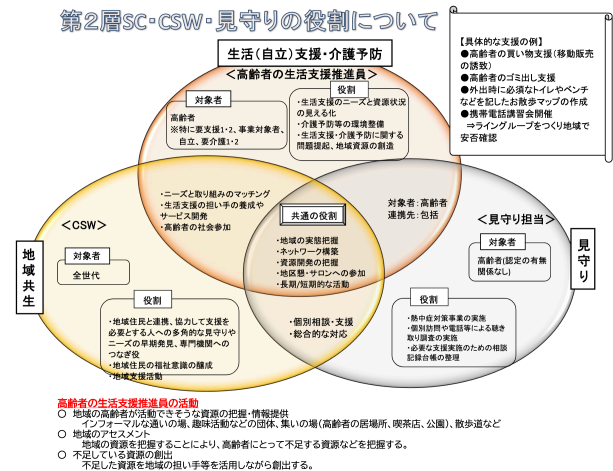 第２層SC・CSW・見守りの役割について
生活（自立）支援・介護予防
＜高齢者の生活支援推進員＞
対象者
高齢者
※特に要支援1・2、事業対象者、
自立、要介護1・2
役割
・生活支援のニーズと資源状況
の見える化
・介護予防等の環境整備
・生活支援・介護予防に関する
問題提起、地域資源の創造
【具体的な支援の例】
●高齢者の買い物支援（移動販売
の誘致）
●高齢者のゴミ出し支援
●外出時に必須なトイレやベンチ
などを記したお散歩マップの作成
●携帯電話講習会開催
⇒ライングループをつくり地域で
安否確認
・ニーズと取り組みのマッチング
・生活支援の担い手の養成や
サービス開発
・高齢者の社会参加
対象者：高齢者
連携先：包括
共通の役割
・地域の実態把握
・ネットワーク構築
・資源開発の把握
・地区懇・サロンへの参加
・長期/短期的な活動
地域共生
＜CSW＞
対象者
全世代
役割
・地域住民と連携、協力して支援を
必要とする人への多角的な見守りや
ニーズの早期発見、専門機関への
つなぎ役
・地域住民の福祉意識の醸成
・地域支援活動
・個別相談・支援
・総合的な対応
見守り
＜見守り担当＞
対象者
高齢者（認定の有無
関係なし）
役割
・熱中症対策事業の実施
・個別訪問や電話等による聴き
取り調査の実施
・必要な支援実施のための相談
記録台帳の整理
高齢者の生活支援推進員の活動
〇 地域の高齢者が活動できそうな資源の把握・情報提供
インフォーマルな通いの場、趣味活動などの団体、集いの場（高齢者の居場所、喫茶店、公園）、散歩道など
〇 地域のアセスメント
地域の資源を把握することにより、高齢者にとって不足する資源などを把握する。
〇 不足している資源の創出
不足した資源を地域の担い手等を活用しながら創出する。